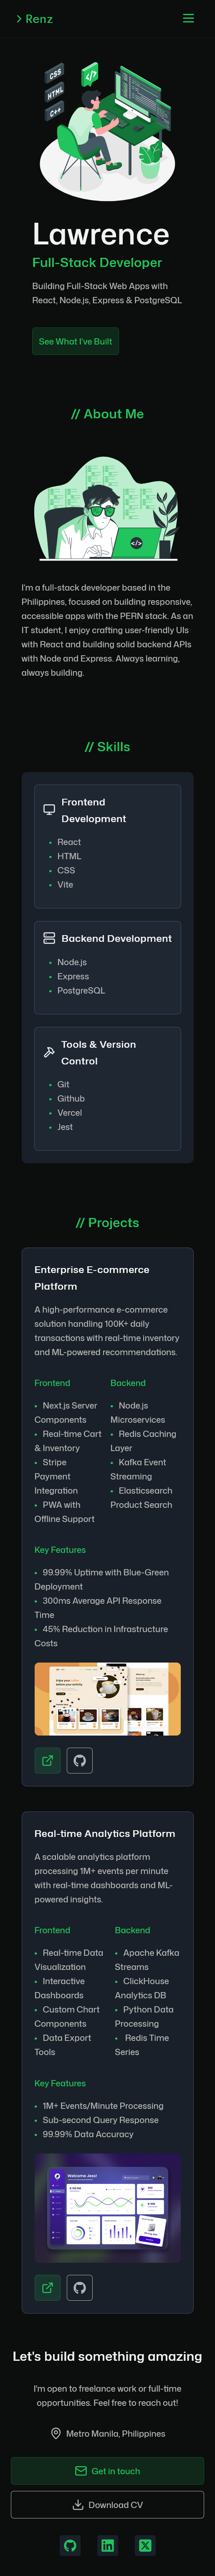 Renz
CSS
HTML
C++
</>
Lawrence
Full-Stack Developer
Building Full-Stack Web Apps with
React, Node.js, Express & PostgreSQL
See What I've Built
// About Me
</>
I'm a full-stack developer based in the
Philippines, focused on building responsive,
accessible apps with the PERN stack. As an
IT student, I enjoy crafting user-friendly UIs
with React and building solid backend APIs
with Node and Express. Always learning,
always building.
// Skills
Frontend
Development
• React
• HTML
• CSS
• Vite
Backend Development
• Node.js
• Express
• PostgreSQL
Tools & Version
Control
• Git
• Github
• Vercel
• Jest
// Projects
Enterprise E-commerce
Platform
A high-performance e-commerce
solution handling 100K+ daily
transactions with real-time inventory
and ML-powered recommendations.
Frontend
• Next.js Server
Components
• Real-time Cart
& Inventory
• Stripe
Payment
Integration
• PWA with
Offline Support
Backend
• Node.js
Microservices
• Redis Caching
Layer
• Kafka Event
Streaming
• Elasticsearch
Product Search
Key Features
• 99.99% Uptime with Blue-Green
Deployment
• 300ms Average API Response
Time
• 45% Reduction in Infrastructure
Costs
Real-time Analytics Platform
A scalable analytics platform
processing 1M+ events per minute
with real-time dashboards and ML-
powered insights.
Frontend
• Real-time Data
Visualization
• Interactive
Dashboards
• Custom Chart
Components
• Data Export
Tools
Backend
• Apache Kafka
Streams
• ClickHouse
Analytics DB
• Python Data
Processing
• Redis Time
Series
Key Features
• 1M+ Events/Minute Processing
• Sub-second Query Response
• 99.99% Data Accuracy
Welcome Jess!
Let's build something amazing
I'm open to freelance work or full-time
opportunities. Feel free to reach out!
Metro Manila, Philippines
Get in touch
Download CV